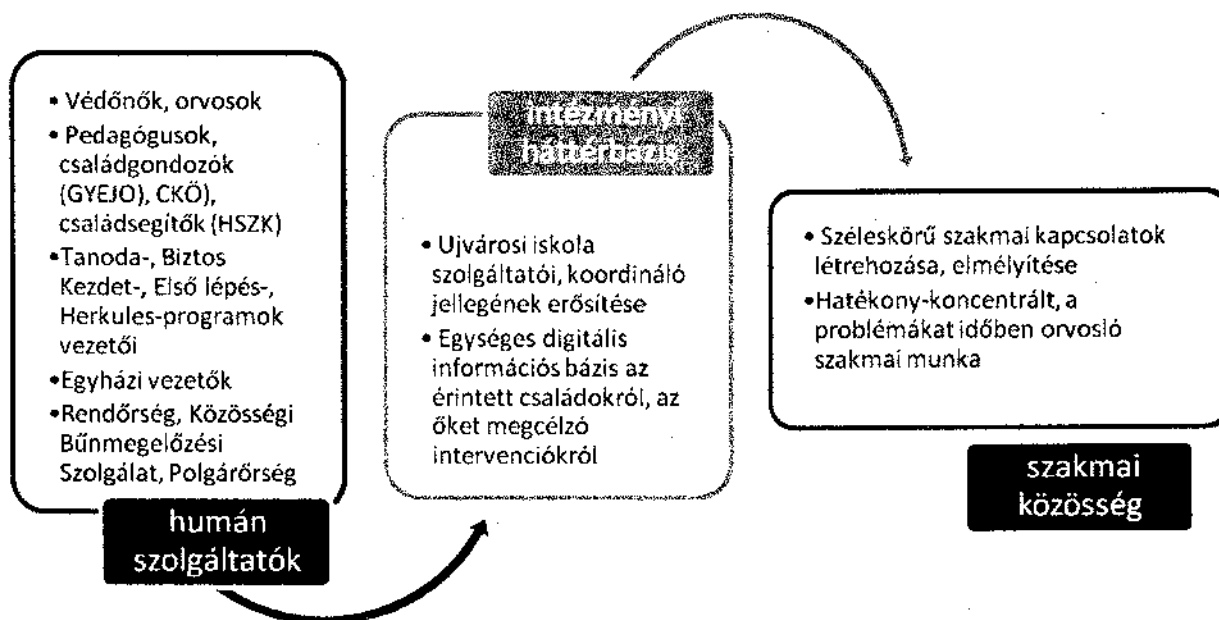 • Védőnők, orvosok
• Pedagógusok,
családgondozók
(GYEJO), CKÖ),
családsegítők (HSZK)
•Tanoda-, Biztos
Kezdet-, Első lépés-,
Herkules-programok
vezetői
•Egyházi vezetők
•Rendőrség, Közösségi
Bűnmegelőzési
Szolgálat, Polgárőrség
humán
szolgáltatók
intézményi
háttérbázis
• Ujvárosi iskola
szolgáltatói, koordináló
jellegének erősítése
• Egységes digitális
információs bázis az
érintett családokról, az
őket megcélzó
intervenciókról
• Széleskörű szakmai kapcsolatok
létrehozása, elmélyítése
•Hatékony-koncentrált, a
problémákat időben orvosló
szakmai munka
szakmai
közösség